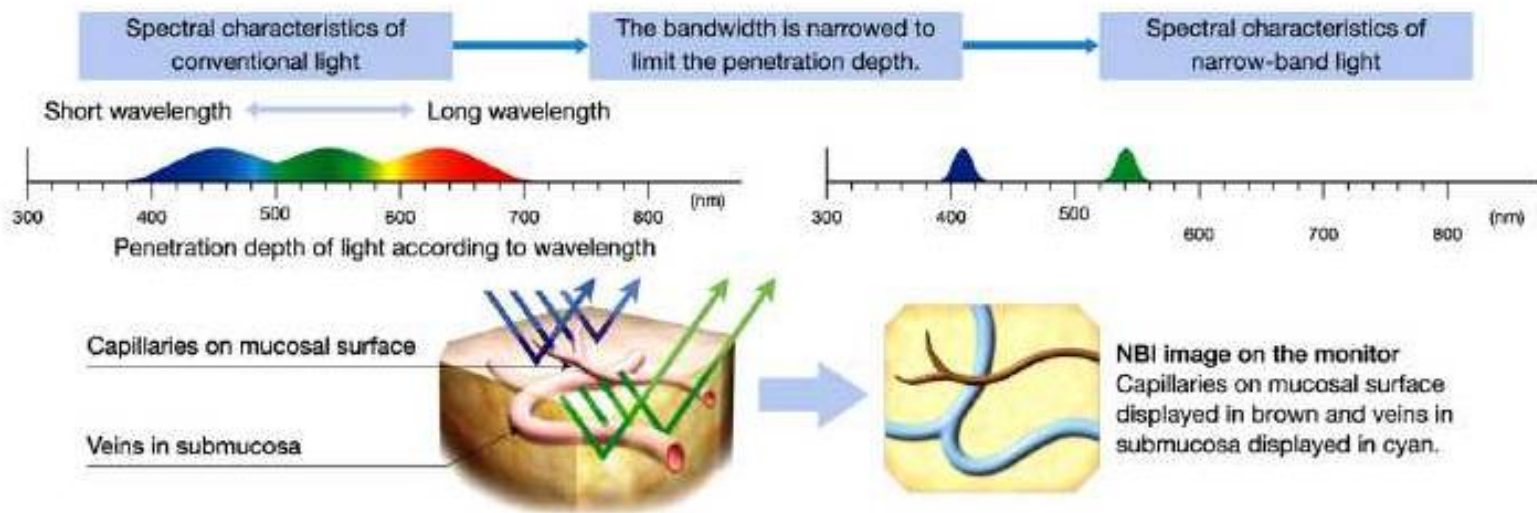 Spectral characteristics of
conventional light
The bandwidth is narrowed to
limit the penetration depth.
Spectral characteristics of
narrow-band light
Short wavelength
Long wavelength
300 400 500 600 700 800 (nm)
300 400 500 600 700 800 (nm)
Penetration depth of light according to wavelength
Capillaries on mucosal surface
Veins in submucosa
NBI image on the monitor
Capillaries on mucosal surface
displayed in brown and veins in
submucosa displayed in cyan.